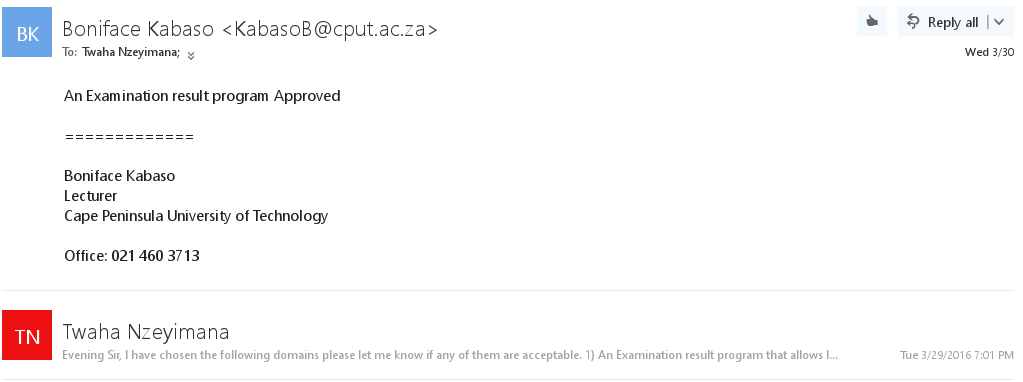 BK
Boniface Kabaso <KabasoB@cput.ac.za>
Reply all
To: Twaha Nzeyimana;
Wed 3/30
An Examination result program Approved
=============
Boniface Kabaso
Lecturer
Cape Peninsula University of Technology
Office: 021 460 3713
TN
Twaha Nzeyimana
Evening Sir, I have chosen the following domains please let me know if any of them are acceptable. 1) An Examination result program that allows l...
Tue 3/29/2016 7:01 PM